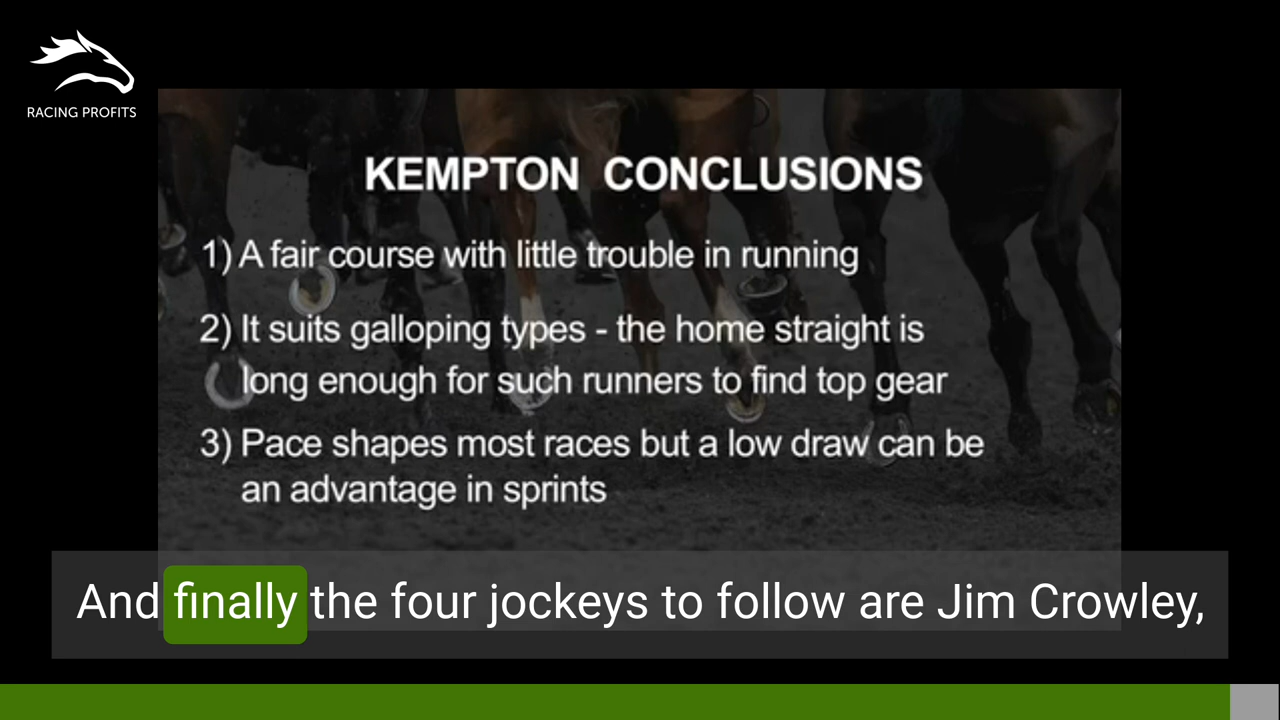 RACING PROFITS
KEMPTON CONCLUSIONS
1) A fair course with little trouble in running
2) It suits galloping types - the home straight is
long enough for such runners to find top gear
3) Pace shapes most races but a low draw can be
an advantage in sprints
And finally the four jockeys to follow are Jim Crowley,